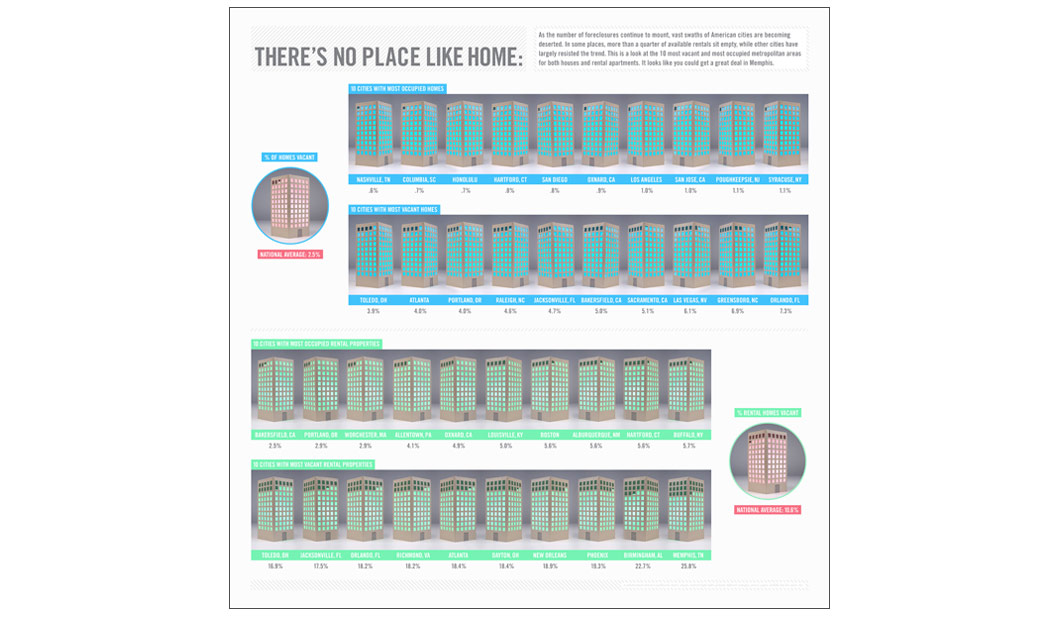 THERE'S NO PLACE LIKE HOME:
As the number of foreclosures continue to mount, vast swaths of American cities are becoming
deserted. In some places, more than a quarter of available rentals sit empty, while other cities have
largely resisted the trend. This is a look at the 10 most vacant and most occupied metropolitan areas
for both houses and rental apartments. It looks like you could get a great deal in Memphis.
10 CITIES WITH MOST OCCUPIED HOMES
% OF HOMES VACANT
NATIONAL AVERAGE: 2.5%
NASHVILLE, TN COLUMBIA, SC HONOLULU HARTFORD, CT SAN DIEGO OXNARD, CA LOS ANGELES SAN JOSE, CA POUGHKEEPSIE, NJ SYRACUSE, NY
.6% .7% .7% .8% .8% .9% 1.0% 1.0% 1.1% 1.1%
10 CITIES WITH MOST VACANT HOMES
TOLEDO, OH ATLANTA PORTLAND, OR RALEIGH, NC JACKSONVILLE, FL BAKERSFIELD, CA SACRAMENTO, CA LAS VEGAS, NV GREENSBORO, NC ORLANDO, FL
3.9% 4.0% 4.0% 4.6% 4.7% 5.0% 5.1% 6.1% 6.9% 7.3%
10 CITIES WITH MOST OCCUPIED RENTAL PROPERTIES
BAKERSFIELD, CA PORTLAND, OR WORCHESTER, MA ALLENTOWN, PA OXNARD, CA LOUISVILLE, KY BOSTON ALBURQUERQUE, NM HARTFORD, CT BUFFALO, NY
2.5% 2.9% 2.9% 4.1% 4.9% 5.0% 5.6% 5.6% 5.6% 5.7%
% RENTAL HOMES VACANT
NATIONAL AVERAGE: 10.6%
10 CITIES WITH MOST VACANT RENTAL PROPERTIES
TOLEDO, OH JACKSONVILLE, FL ORLANDO, FL RICHMOND, VA ATLANTA DAYTON, OH NEW ORLEANS PHOENIX BIRMINGHAM, AL MEMPHIS, TN
16.9% 17.5% 18.2% 18.2% 18.4% 18.4% 18.9% 19.3% 22.7% 25.8%